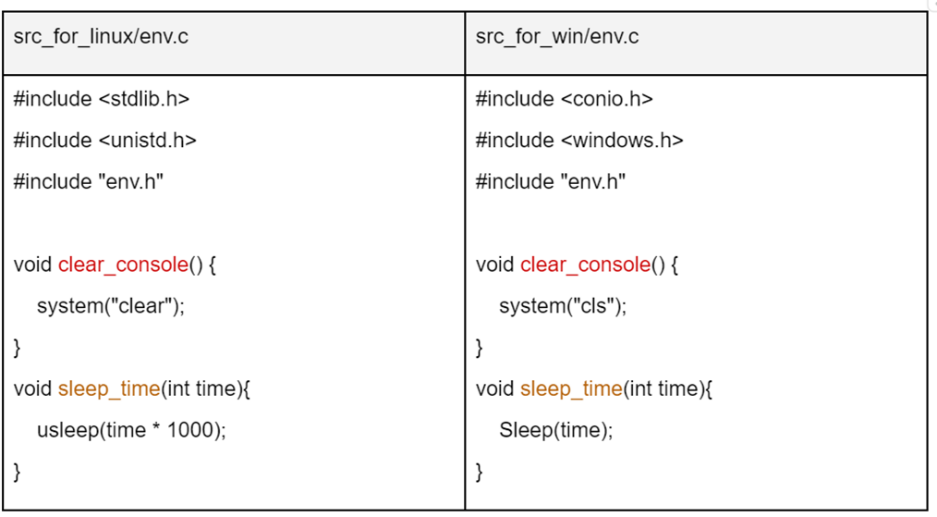 src_for_linux/env.c
src_for_win/env.c
#include <stdlib.h>
#include <unistd.h>
#include "env.h"
void clear_console() {
system("clear");
}
void sleep_time(int time){
usleep(time * 1000);
}
#include <conio.h>
#include <windows.h>
#include "env.h"
void clear_console() {
system("cls");
}
void sleep_time(int time){
Sleep(time);
}